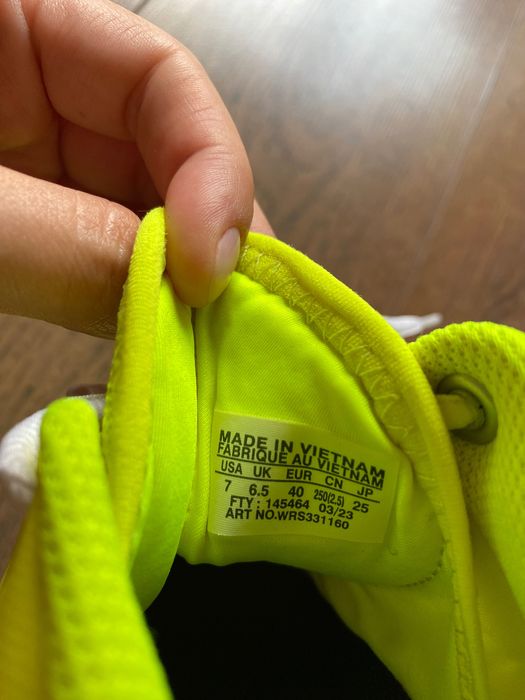 MADE IN VIETNAM
FABRIQUE AU VIETNAM
USA UK EUR CN JP
7 6.5 40 250(2.5) 25
FTY : 145464 03/23
ART NO.WRS331160